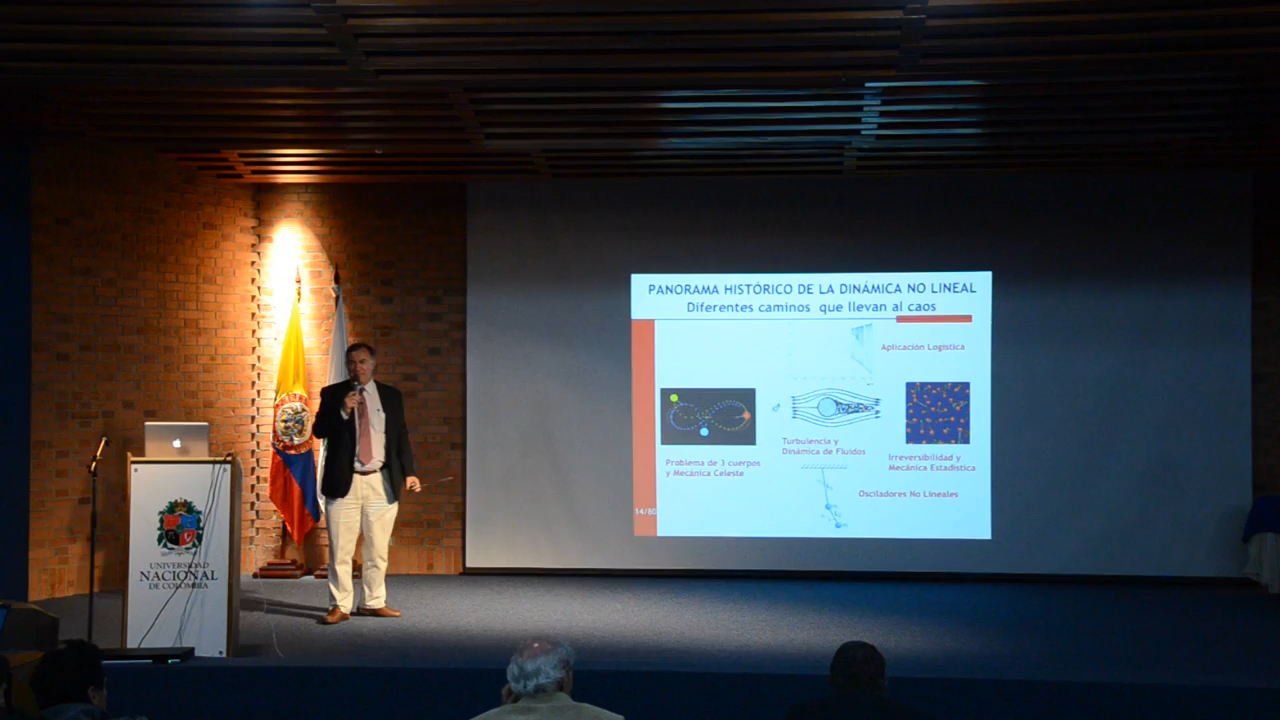 PANORAMA HISTÓRICO DE LA DINÁMICA NO LINEAL
Diferentes caminos que llevan al caos
Aplicación Logística
Turbulencia y
Dinámica de Fluidos
Problema de 3 cuerpos
y Mecánica Celeste
Irreversibilidad y
Mecánica Estadística
Osciladores No Lineales
14/80
UNIVERSIDAD
NACIONAL
DE COLOMBIA